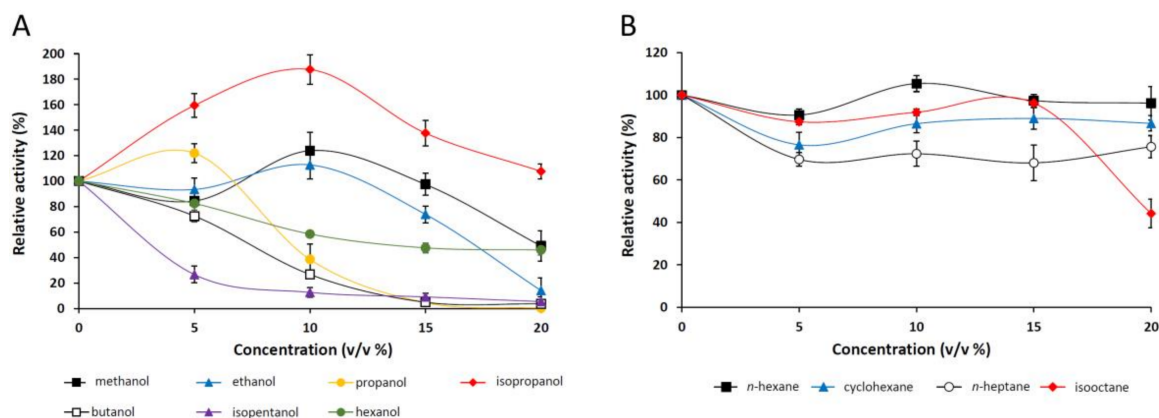 A
Relative activity (%)
200
180
160
140
120
100
80
60
40
20
0
0 5 10 15 20
Concentration (v/v %)
methanol ethanol propanol isopropanol
butanol isopentanol hexanol
B
Relative activity (%)
120
100
80
60
40
20
0
0 5 10 15 20
Concentration (v/v %)
n-hexane cyclohexane n-heptane isooctane